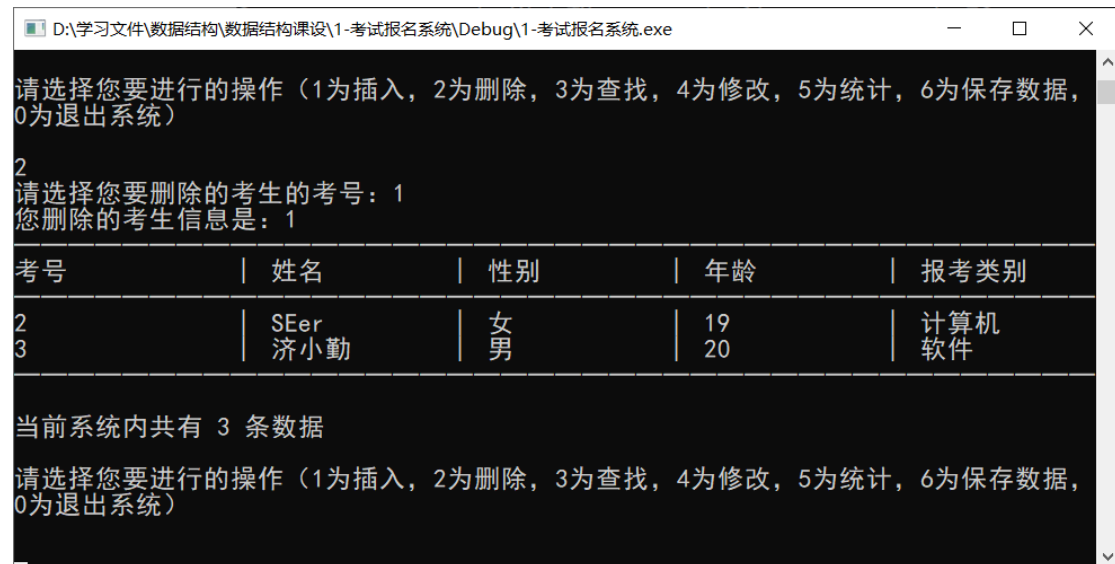 D:\学习文件\数据结构\数据结构课设\1-考试报名系统\Debug\1-考试报名系统.exe
请选择您要进行的操作（1为插入，2为删除，3为查找，4为修改，5为统计，6为保存数据，
0为退出系统）
2
请选择您要删除的考生的考号：1
您删除的考生信息是：1
考号 | 姓名 | 性别 | 年龄 | 报考类别
2 | SEer | 女 | 19 | 计算机
3 | 济小勤 | 男 | 20 | 软件
当前系统内共有 3 条数据
请选择您要进行的操作（1为插入，2为删除，3为查找，4为修改，5为统计，6为保存数据，
0为退出系统）